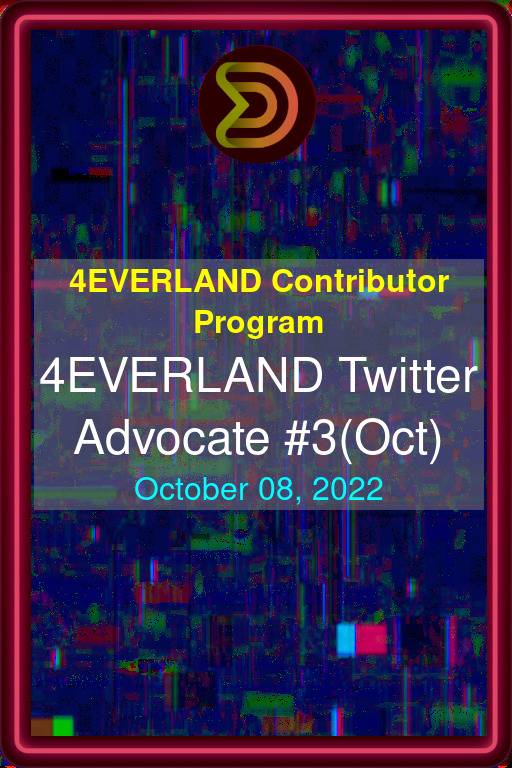 4EVERLAND Contributor
Program
4EVERLAND Twitter
Advocate #3(Oct)
October 08, 2022